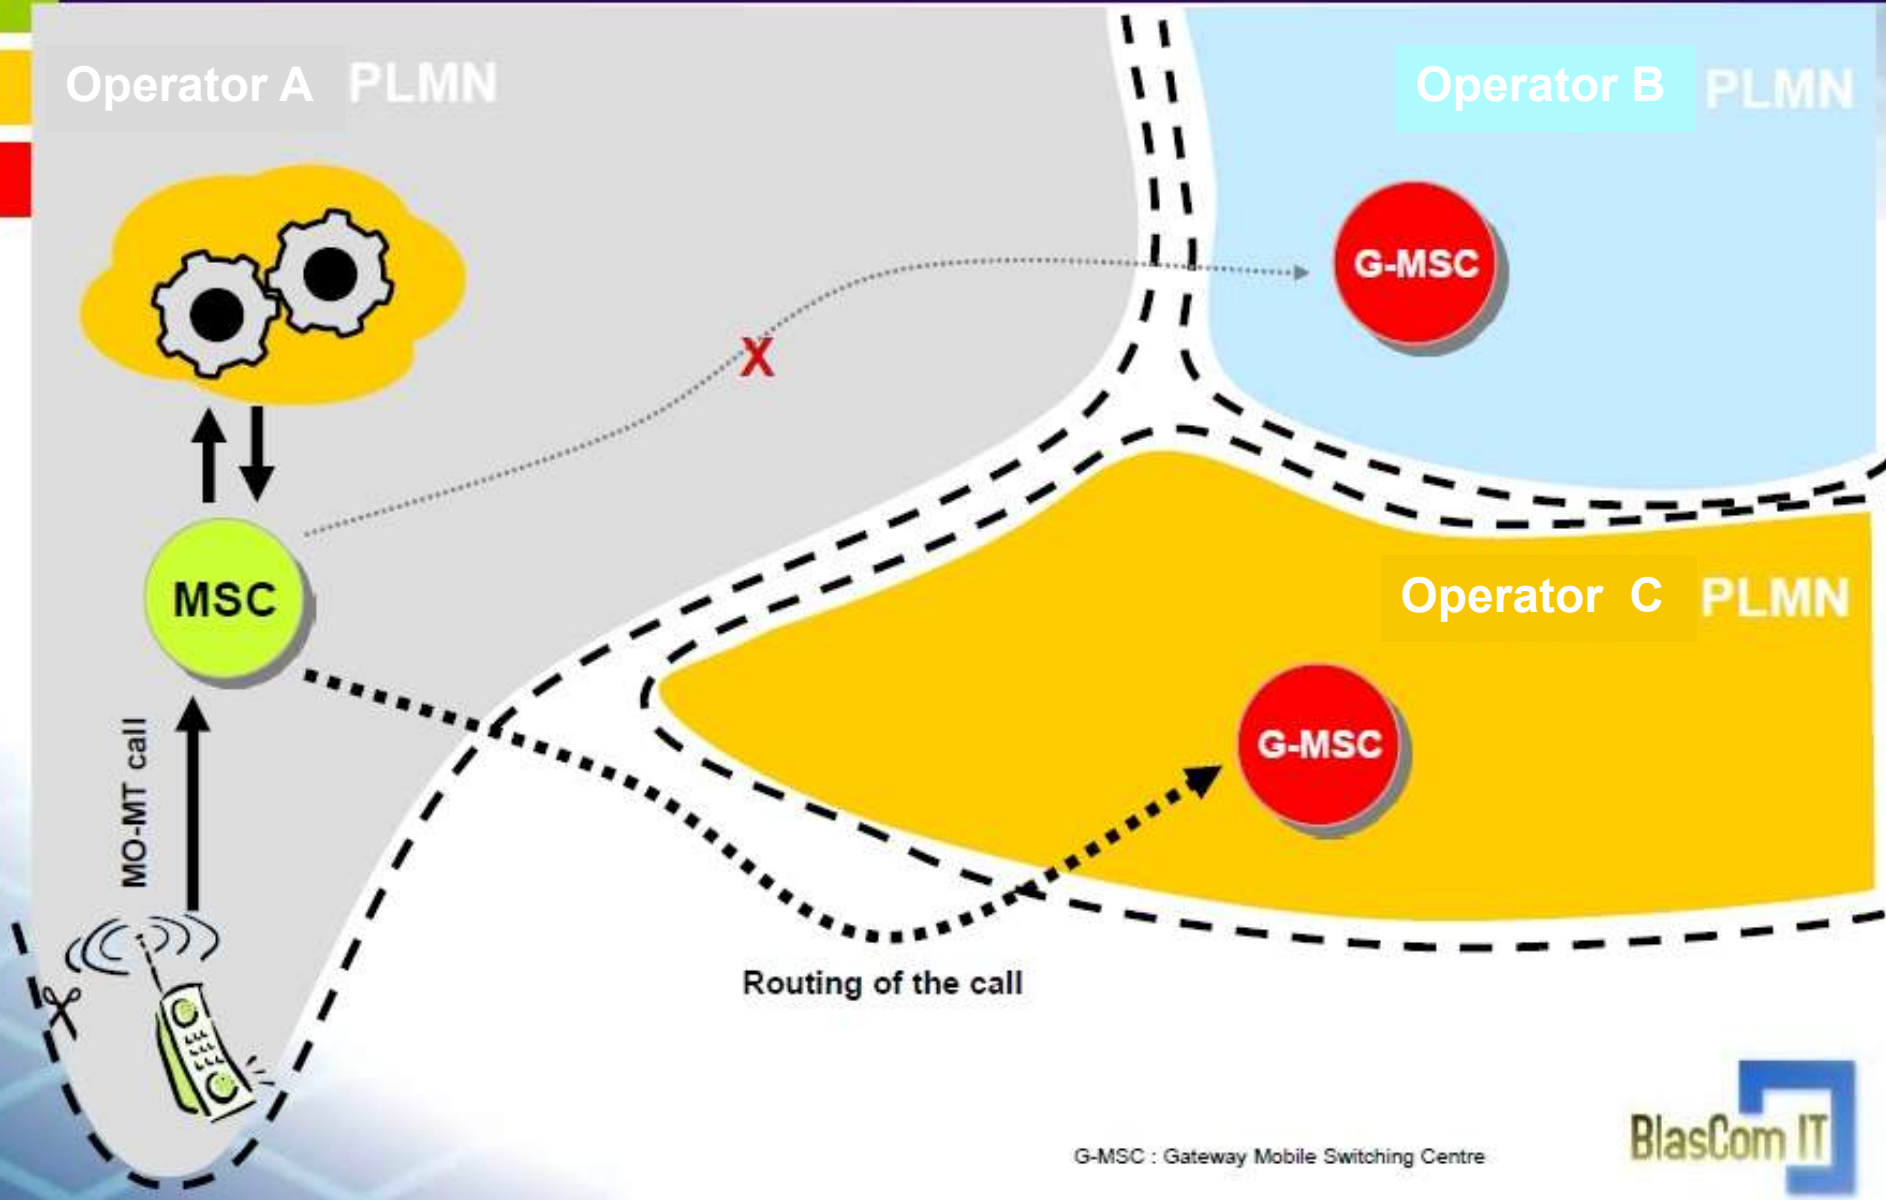 Operator A PLMN
Operator B PLMN
G-MSC
X
MSC
Operator C PLMN
G-MSC
MO-MT call
Routing of the call
G-MSC : Gateway Mobile Switching Centre
BlasCom IT